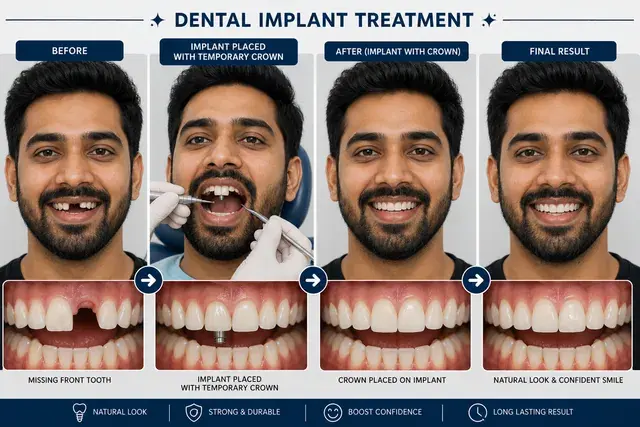 DENTAL IMPLANT TREATMENT
BEFORE
IMPLANT PLACED
WITH TEMPORARY CROWN
AFTER (IMPLANT WITH CROWN)
FINAL RESULT
MISSING FRONT TOOTH
IMPLANT PLACED
WITH TEMPORARY CROWN
CROWN PLACED ON IMPLANT
NATURAL LOOK & CONFIDENT SMILE
NATURAL LOOK
STRONG & DURABLE
BOOST CONFIDENCE
LONG LASTING RESULT